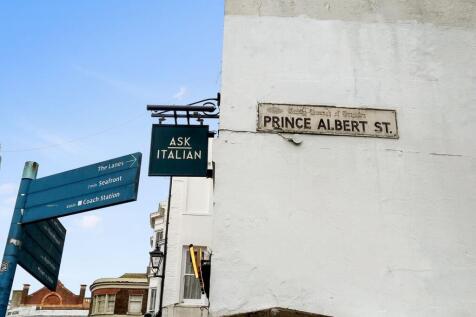 The Lanes
Seafront
Coach Station
ASK
ITALIAN
PRINCE ALBERT ST.